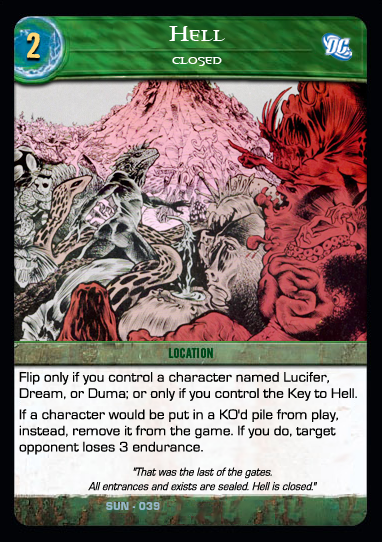 2
HELL
CLOSED
DC
LOCATION
Flip only if you control a character named Lucifer,
Dream, or Duma; or only if you control the Key to Hell.
If a character would be put in a KO'd pile from play,
instead, remove it from the game. If you do, target
opponent loses 3 endurance.
"That was the last of the gates.
All entrances and exists are sealed. Hell is closed."
SUN - 039